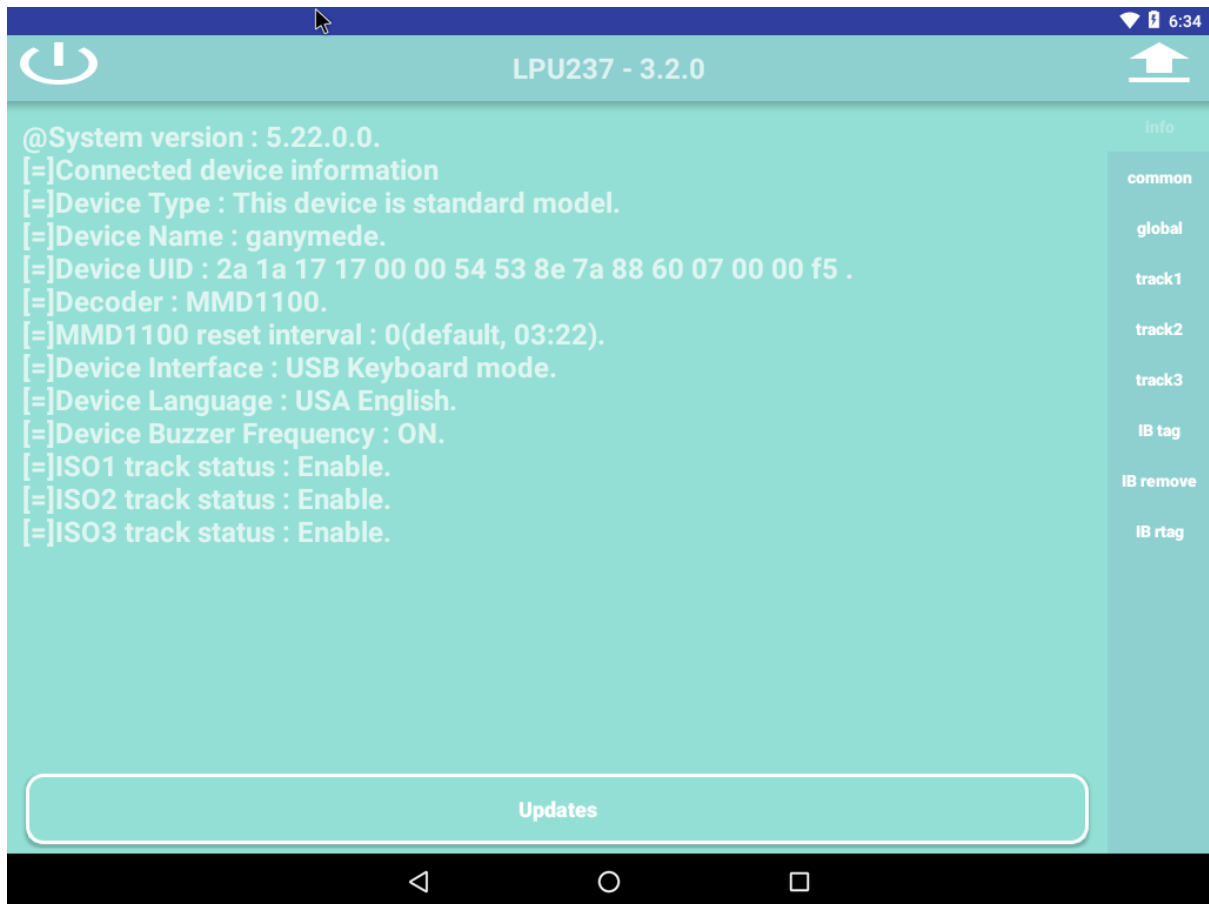 6:34
LPU237 - 3.2.0
@System version : 5.22.0.0.
[=]Connected device information
[=]Device Type : This device is standard model.
[=]Device Name : ganymede.
[=]Device UID : 2a 1a 17 17 00 00 54 53 8e 7a 88 60 07 00 00 f5 .
[=]Decoder : MMD1100.
[=]MMD1100 reset interval : 0(default, 03:22).
[=]Device Interface : USB Keyboard mode.
[=]Device Language : USA English.
[=]Device Buzzer Frequency : ON.
[=]ISO1 track status : Enable.
[=]ISO2 track status : Enable.
[=]ISO3 track status : Enable.
info
common
global
track1
track2
track3
IB tag
IB remove
IB rtag
Updates